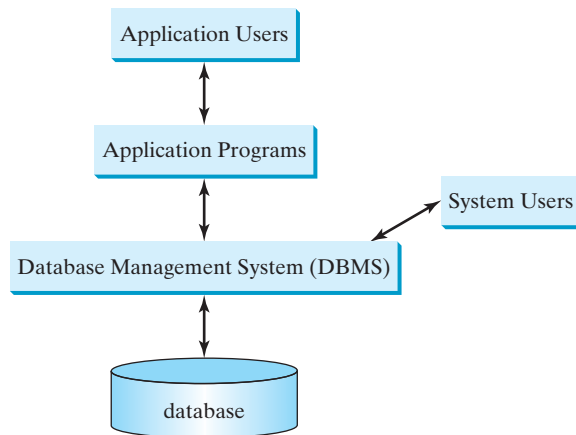 Application Users
Application Programs
System Users
Database Management System (DBMS)
database